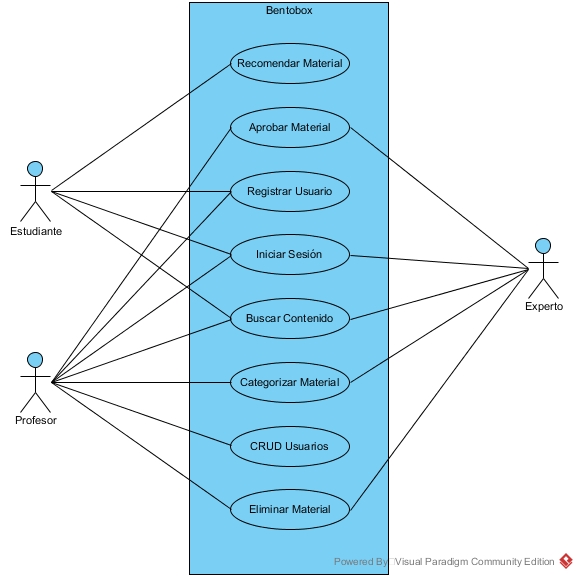 Bentobox
Recomendar Material
Aprobar Material
Registrar Usuario
Estudiante
Iniciar Sesión
Experto
Buscar Contenido
Categorizar Material
Profesor
CRUD Usuarios
Eliminar Material
Powered By Visual Paradigm Community Edition